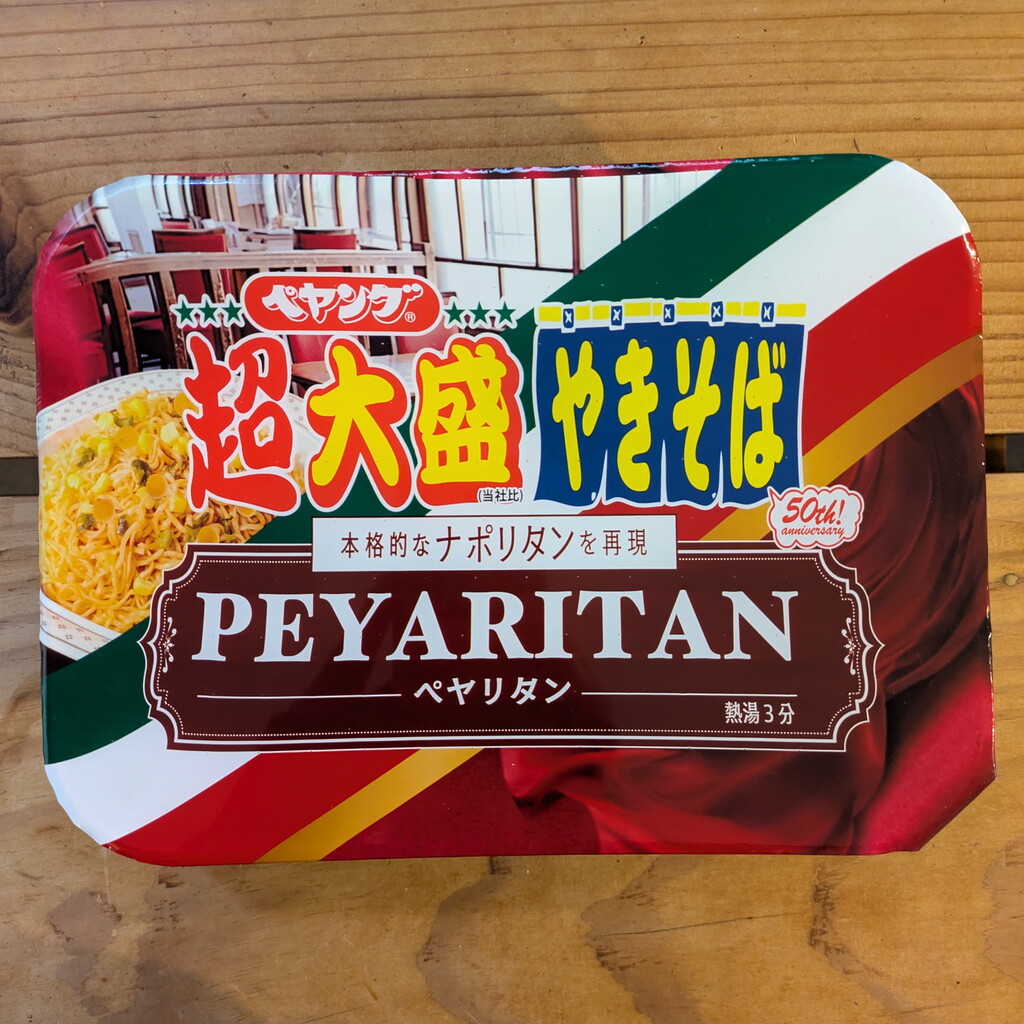 ペヤング®
超大盛やきそば
(当社比)
50th!
anniversary
本格的なナポリタンを再現
PEYARITAN
ペヤリタン
熱湯3分